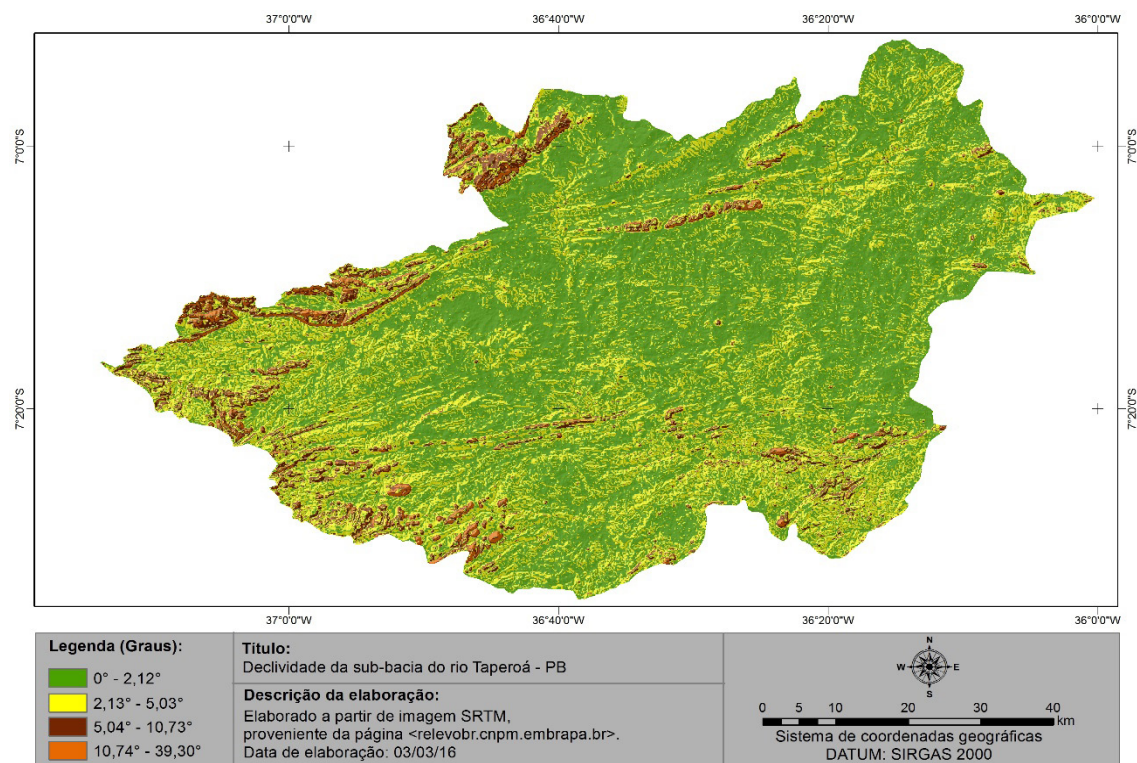 37°0'0"W
36°40'0"W
36°20'0"W
36°0'0"W
7°0'0"S
7°0'0"S
7°20'0"S
7°20'0"S
37°0'0"W
36°40'0"W
36°20'0"W
36°0'0"W
Legenda (Graus):
0° - 2,12°
2,13° - 5,03°
5,04° - 10,73°
10,74° - 39,30°
Título:
Declividade da sub-bacia do rio Taperoá - PB
Descrição da elaboração:
Elaborado a partir de imagem SRTM,
proveniente da página <relevobr.cnpm.embrapa.br>.
Data de elaboração: 03/03/16
N
W E
S
0 5 10 20 30 40
km
Sistema de coordenadas geográficas
DATUM: SIRGAS 2000